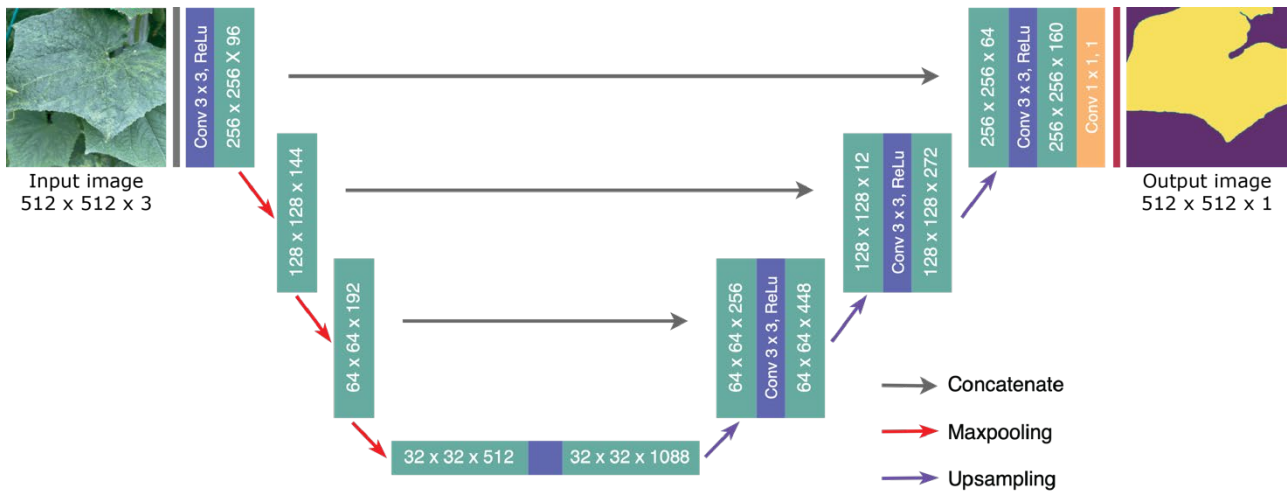 Input image
512 x 512 x 3
Conv 3 x 3, ReLu
256 x 256 X 96
128 x 128 x 144
64 x 64 x 192
32 x 32 x 512
32 x 32 x 1088
64 x 64 x 256
Conv 3 x 3, ReLu
64 x 64 x 448
128 x 128 x 12
Conv 3 x 3, ReLu
128 x 128 x 272
256 x 256 x 64
Conv 3 x 3, ReLu
256 x 256 x 160
Conv 1 x 1, 1
Output image
512 x 512 x 1
Concatenate
Maxpooling
Upsampling